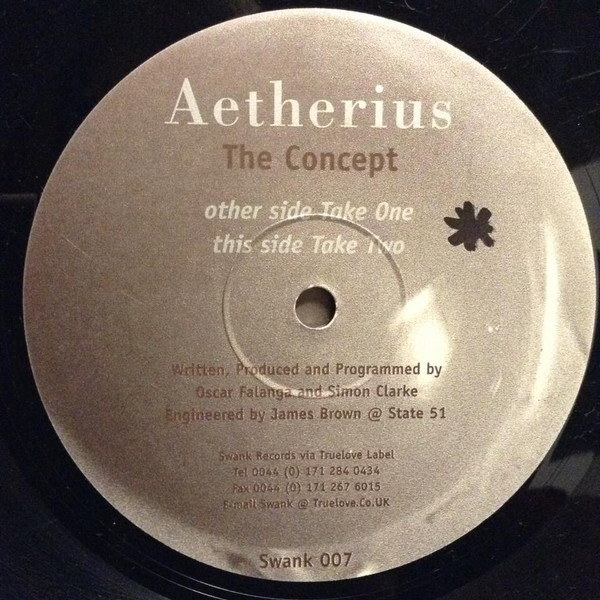 Aetherius
The Concept
other side Take One
this side Take Two
Written, Produced and Programmed by
Oscar Falanga and Simon Clarke
Engineered by James Brown @ State 51
Swank Records via Truelove Label
Tel 0044 (0) 171 284 0434
Fax 0044 (0) 171 267 6015
E-mail Swank @ Truelove.Co.UK
Swank 007